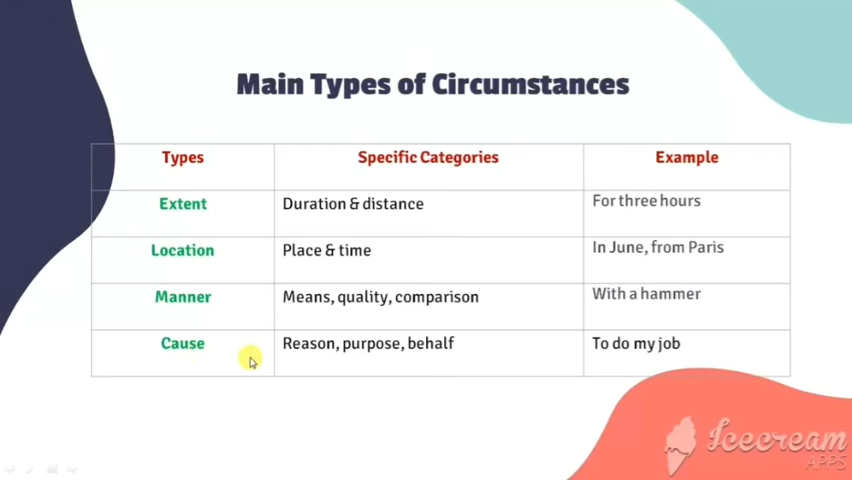 Main Types of Circumstances
Types Specific Categories Example
Extent Duration & distance For three hours
Location Place & time In June, from Paris
Manner Means, quality, comparison With a hammer
Cause Reason, purpose, behalf To do my job
Icecream
APPS